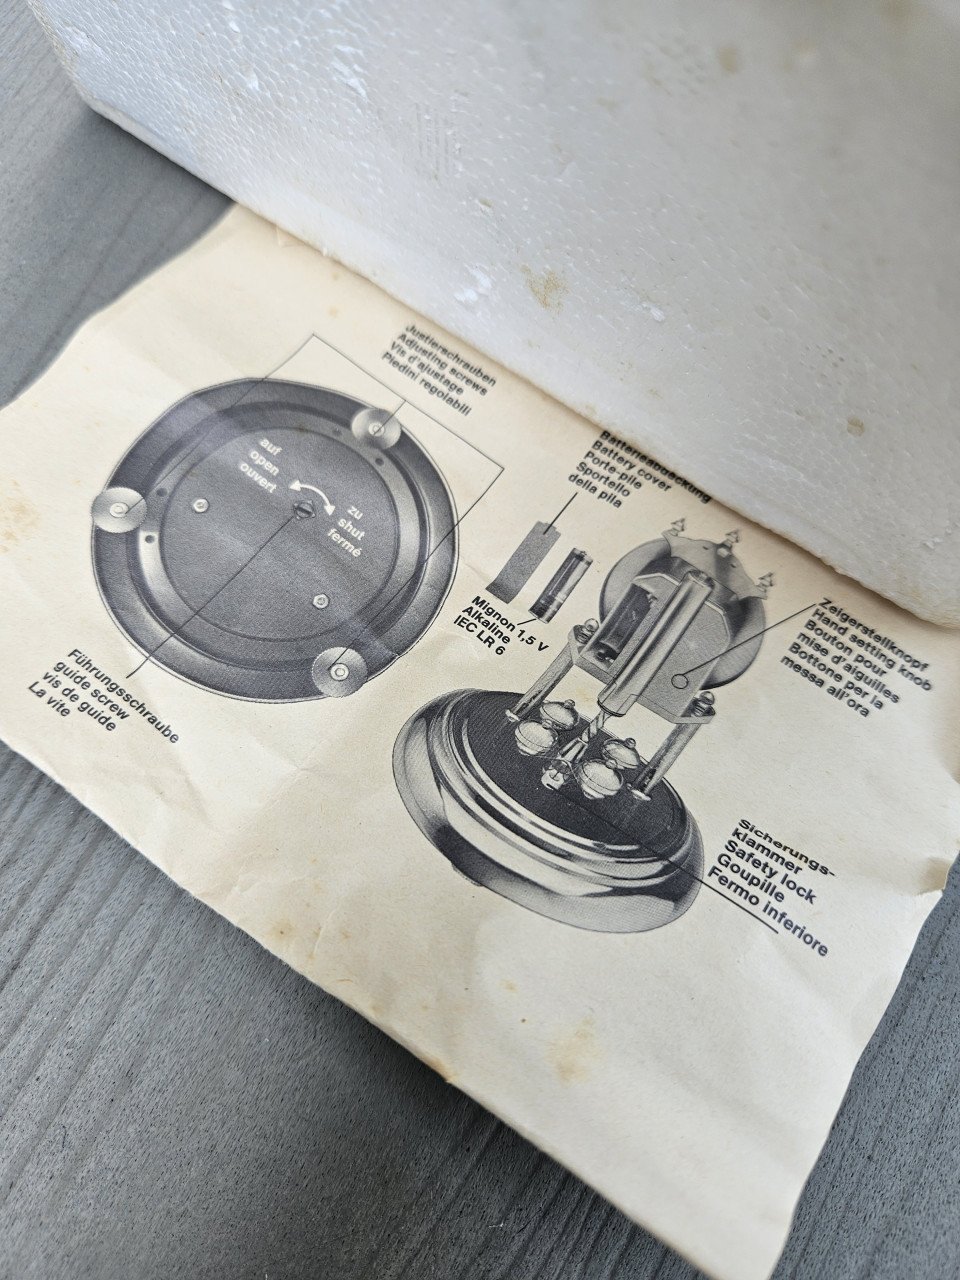 Justierschrauben
Adjusting screws
Vis d'ajustage
Piedini regolabili
auf
open
ouvert
zu
shut
fermé
Batterieabdeckung
Battery cover
Porte-pile
Sportello
della pila
Mignon 1,5 V
Alkaline
IEC LR 6
Zeigerstellknopf
Hand setting knob
Bouton pour
mise d'aiguilles
Bottone per la
messa all'ora
Führungsschraube
guide screw
vis de guide
La vite
Sicherungs-
klammer
Safety lock
Goupille
Fermo inferiore